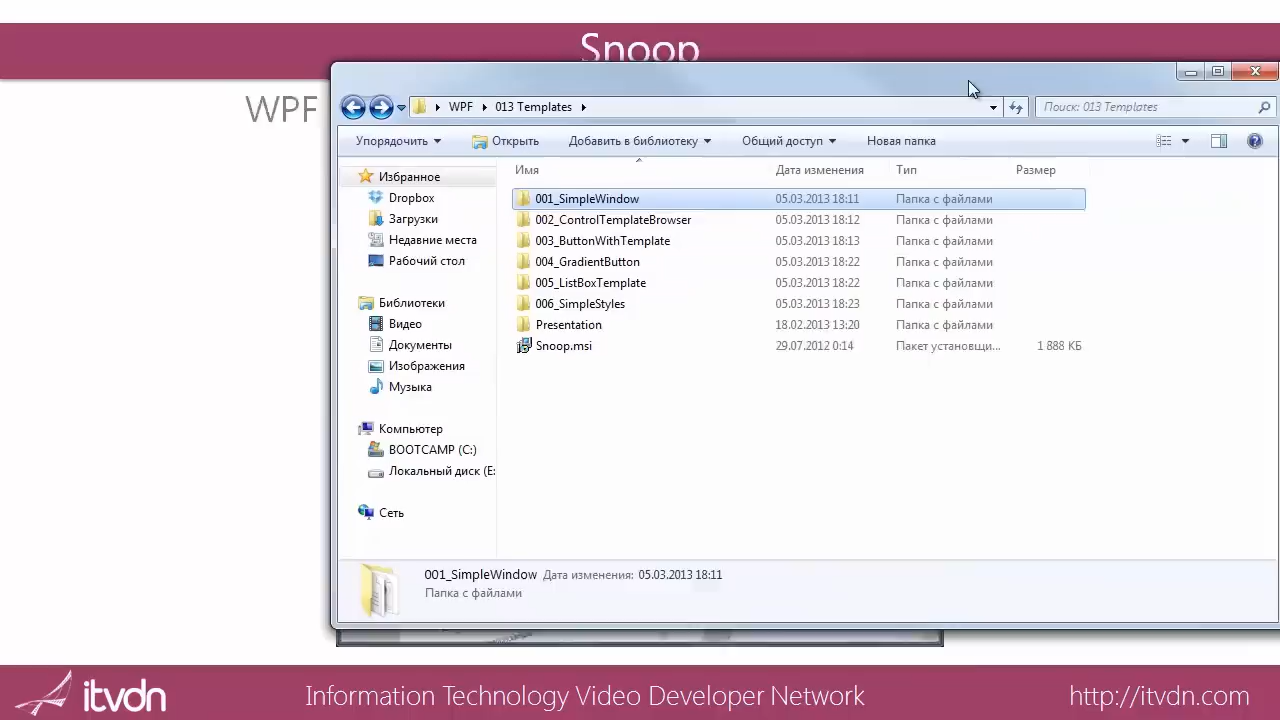 Snoop
WPF
WPF 013 Templates
Поиск: 013 Templates
Упорядочить Открыть Добавить в библиотеку Общий доступ Новая папка
Имя Дата изменения Тип Размер
Избранное
Dropbox
Загрузки
Недавние места
Рабочий стол
Библиотеки
Видео
Документы
Изображения
Музыка
Компьютер
BOOTCAMP (C:)
Локальный диск (E:
Сеть
001_SimpleWindow 05.03.2013 18:11 Папка с файлами
002_ControlTemplateBrowser 05.03.2013 18:12 Папка с файлами
003_ButtonWithTemplate 05.03.2013 18:13 Папка с файлами
004_GradientButton 05.03.2013 18:22 Папка с файлами
005_ListBoxTemplate 05.03.2013 18:22 Папка с файлами
006_SimpleStyles 05.03.2013 18:23 Папка с файлами
Presentation 18.02.2013 13:20 Папка с файлами
Snoop.msi 29.07.2012 0:14 Пакет установщи... 1 888 КБ
001_SimpleWindow Дата изменения: 05.03.2013 18:11
Папка с файлами
itvdn Information Technology Video Developer Network http://itvdn.com